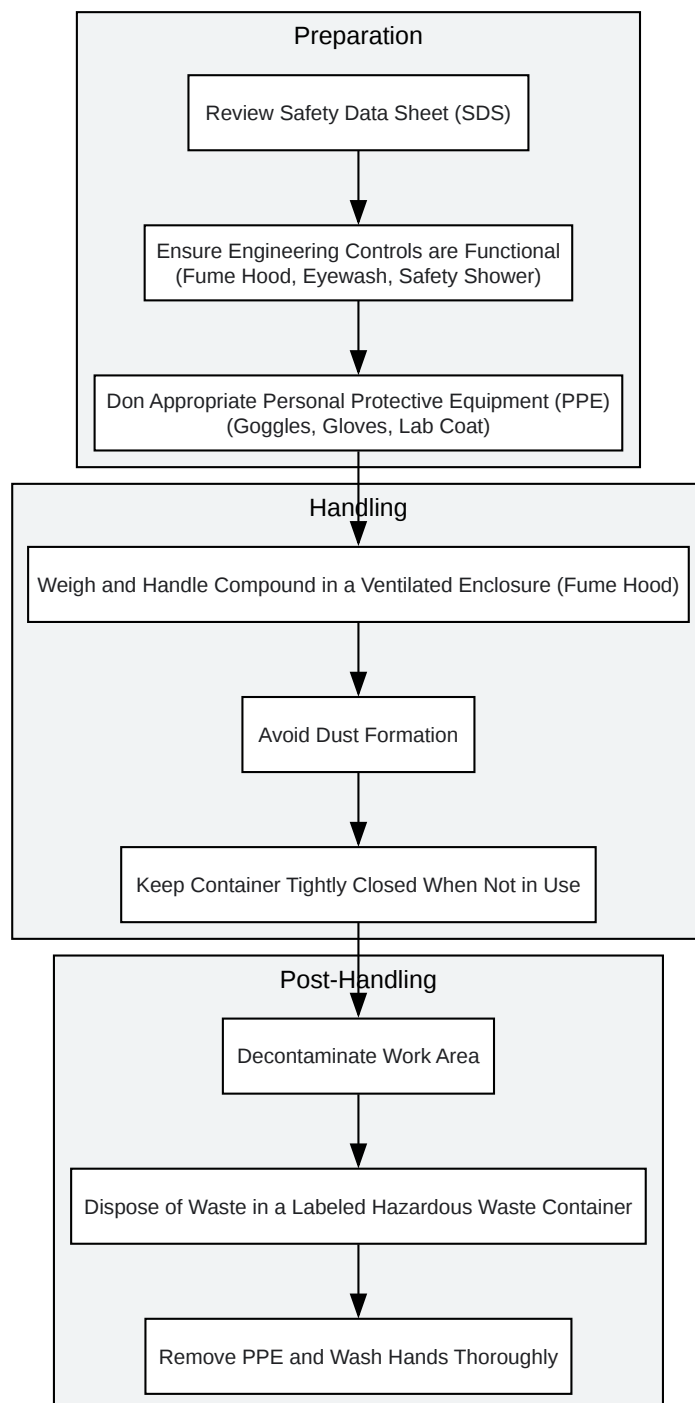 Preparation
Review Safety Data Sheet (SDS)
Ensure Engineering Controls are Functional
(Fume Hood, Eyewash, Safety Shower)
Don Appropriate Personal Protective Equipment (PPE)
(Goggles, Gloves, Lab Coat)
Handling
Weigh and Handle Compound in a Ventilated Enclosure (Fume Hood)
Avoid Dust Formation
Keep Container Tightly Closed When Not in Use
Post-Handling
Decontaminate Work Area
Dispose of Waste in a Labeled Hazardous Waste Container
Remove PPE and Wash Hands Thoroughly